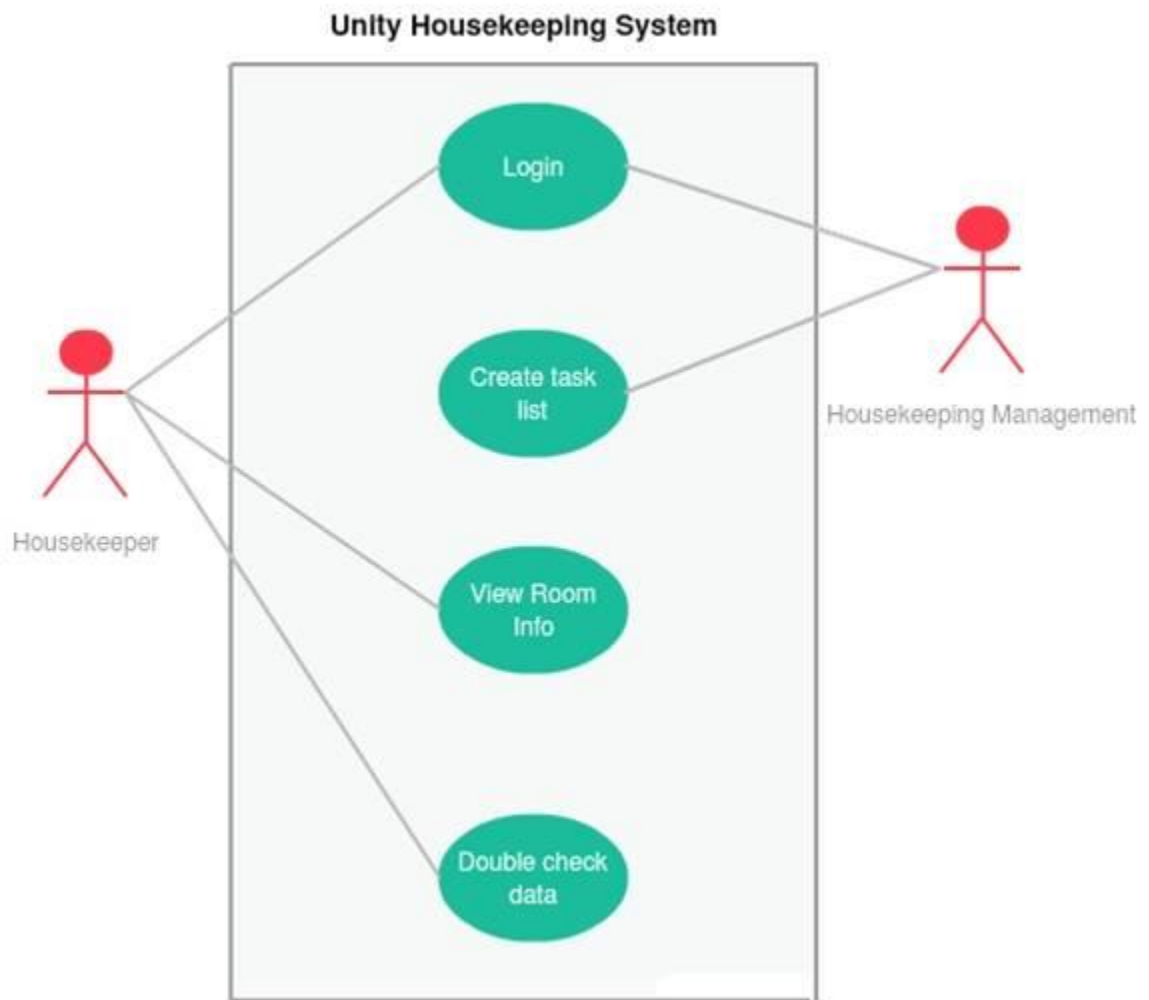 Unity Housekeeping System
Login
Create task
list
Housekeeping Management
Housekeeper
View Room
Info
Double check
data